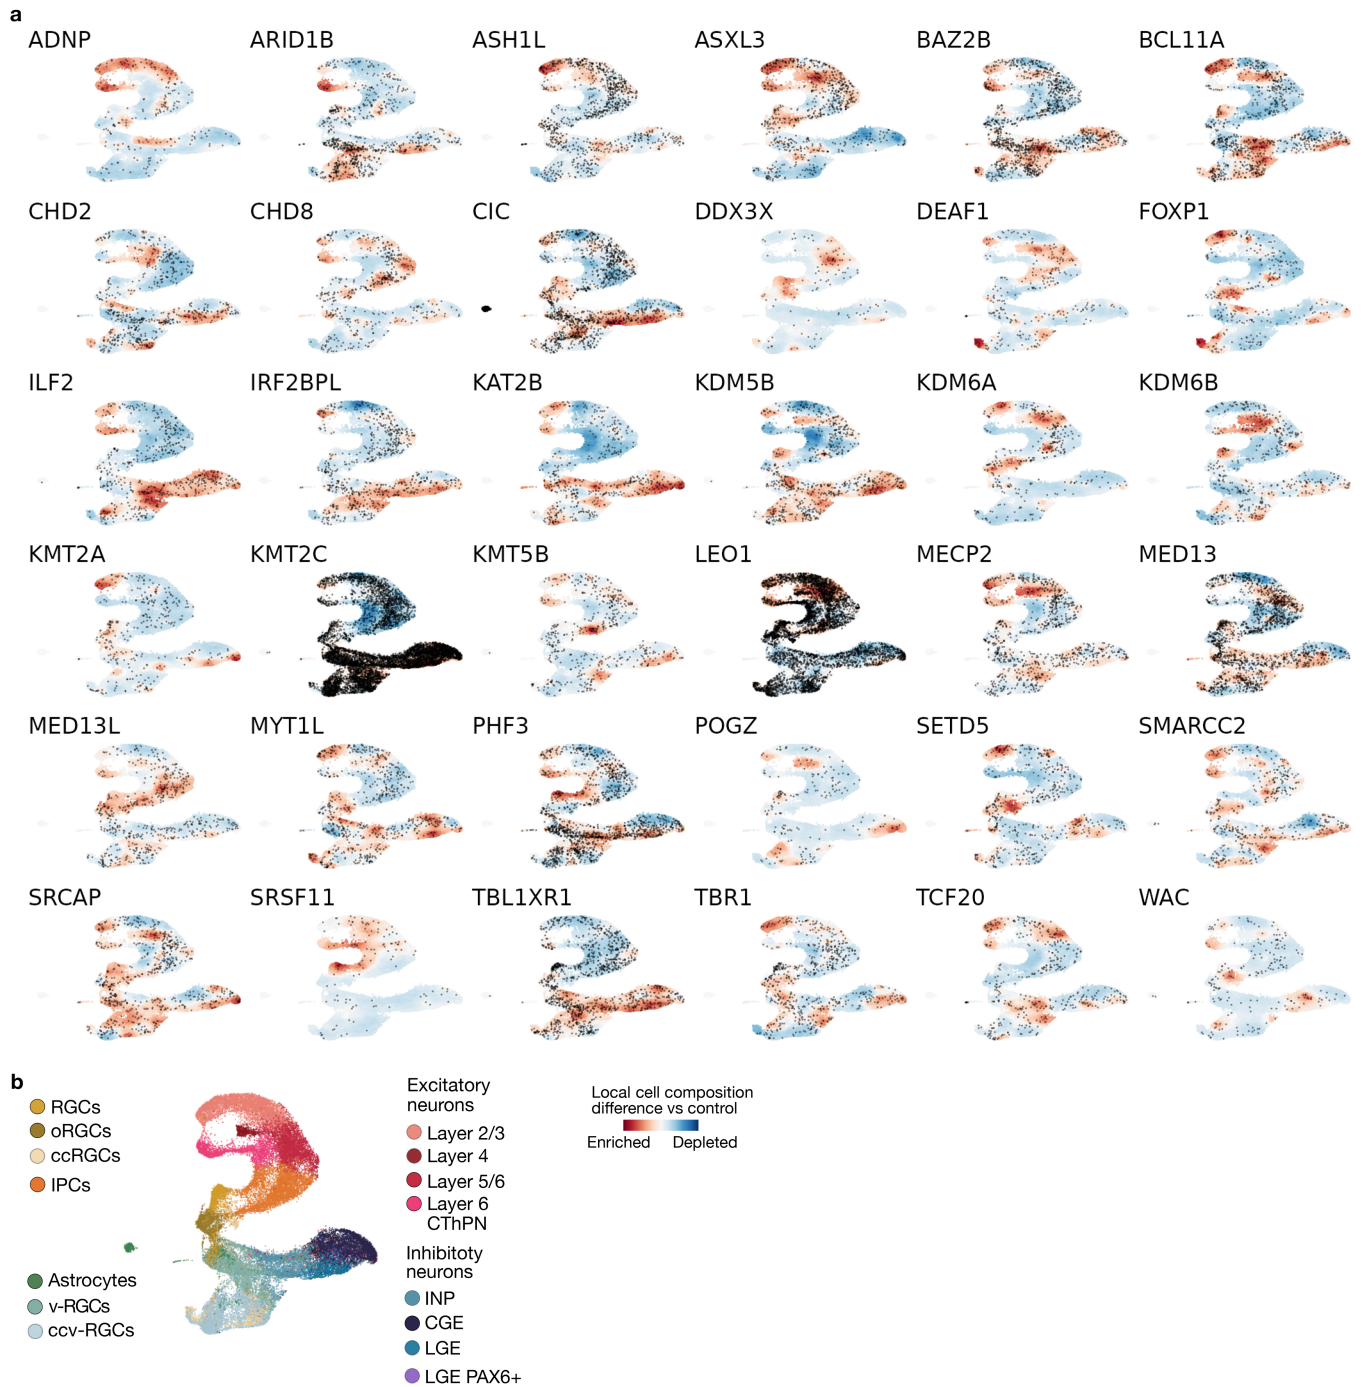 a
ADNP ARID1B ASH1L ASXL3 BAZ2B BCL11A
CHD2 CHD8 CIC DDX3X DEAF1 FOXP1
ILF2 IRF2BPL KAT2B KDM5B KDM6A KDM6B
KMT2A KMT2C KMT5B LEO1 MECP2 MED13
MED13L MYT1L PHF3 POGZ SETD5 SMARCC2
SRCAP SRSF11 TBL1XR1 TBR1 TCF20 WAC
b
RGCs
oRGCs
ccRGCs
IPCs
Astrocytes
v-RGCs
ccv-RGCs
Excitatory
neurons
Layer 2/3
Layer 4
Layer 5/6
Layer 6
CThPN
Inhibitoty
neurons
INP
CGE
LGE
LGE PAX6+
Local cell composition
difference vs control
Enriched Depleted